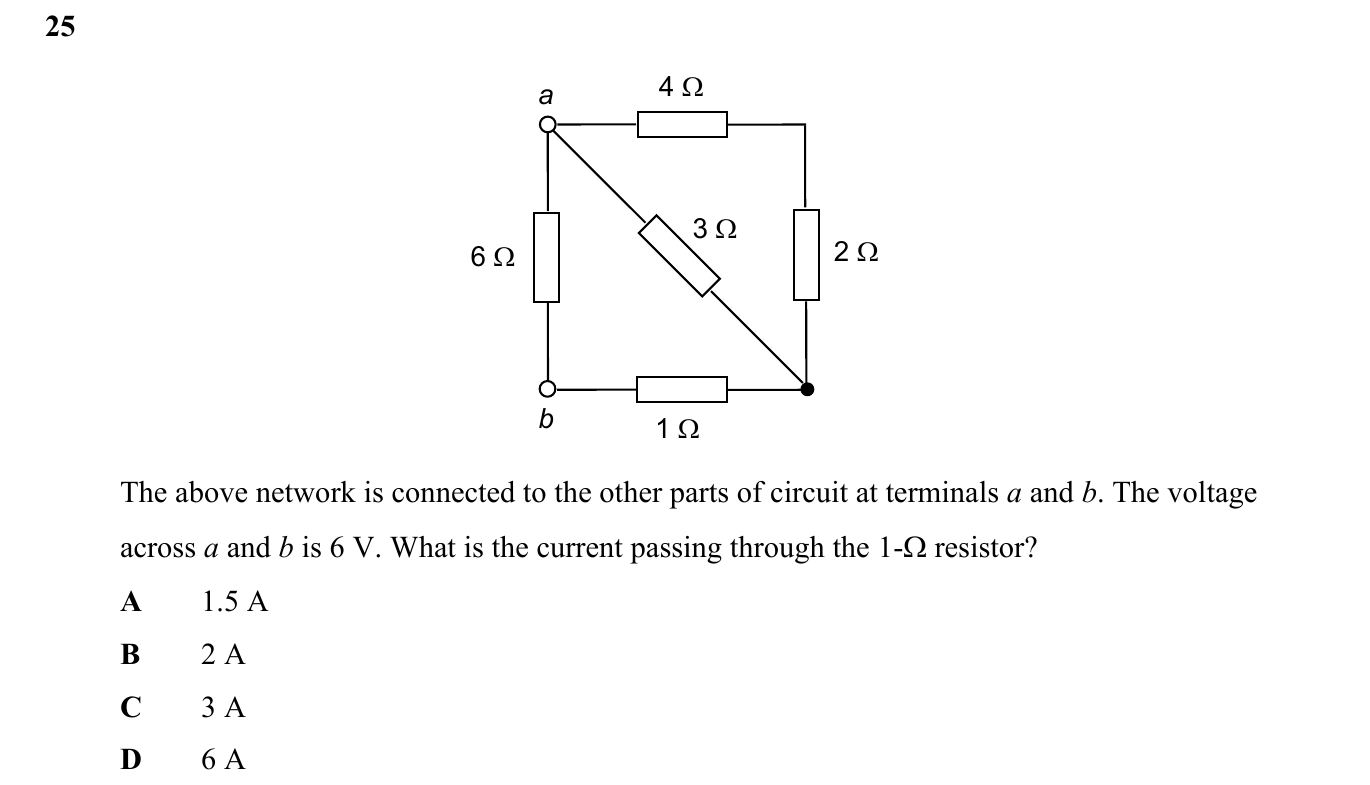 25
a
4 Ω
3 Ω
6 Ω
2 Ω
b
1 Ω
The above network is connected to the other parts of circuit at terminals a and b. The voltage
across a and b is 6 V. What is the current passing through the 1-Ω resistor?
A 1.5 A
B 2 A
C 3 A
D 6 A